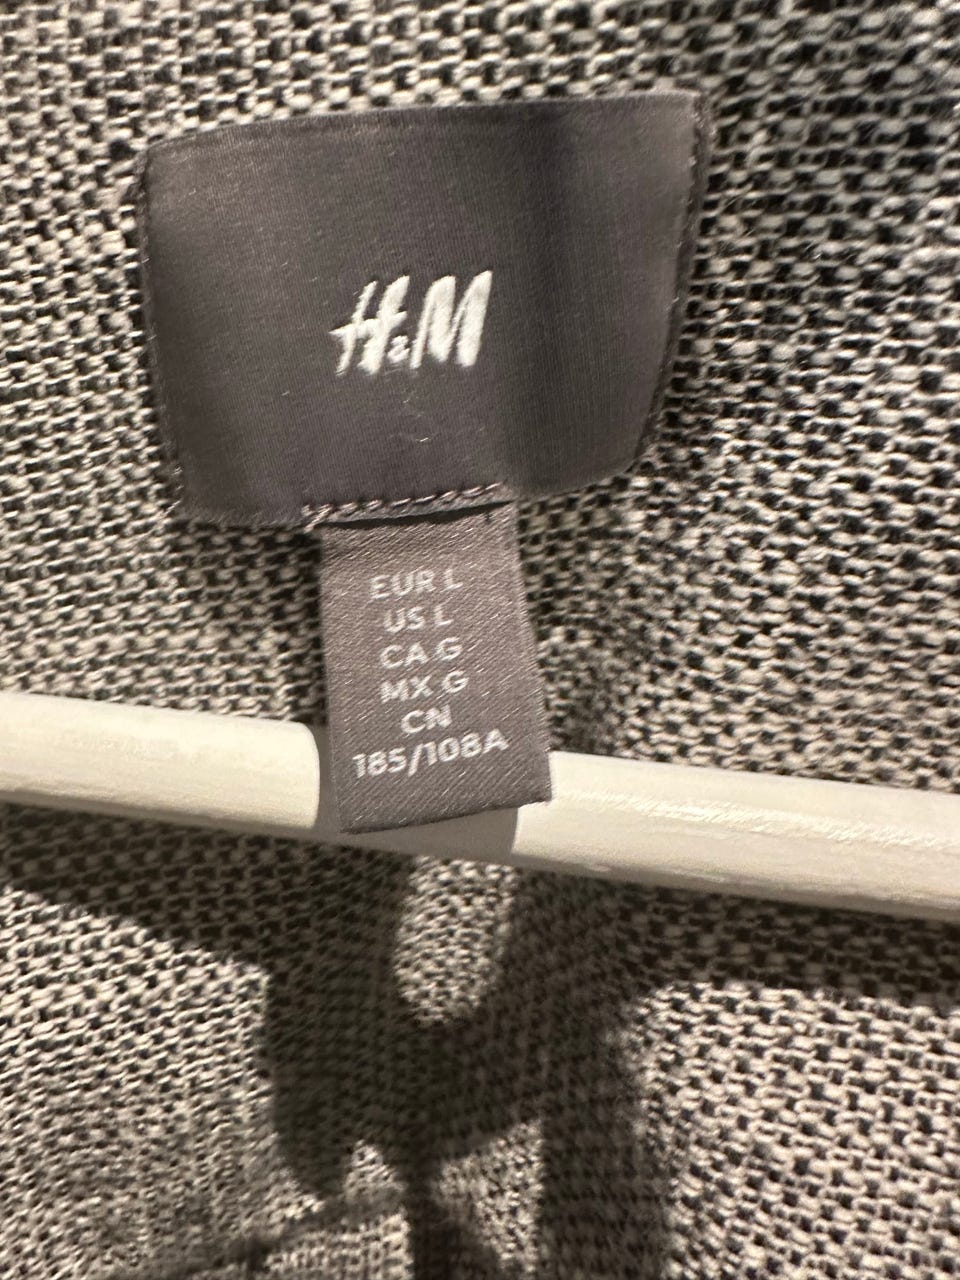 H&M
EUR L
US L
CA G
MX G
CN
185/108A